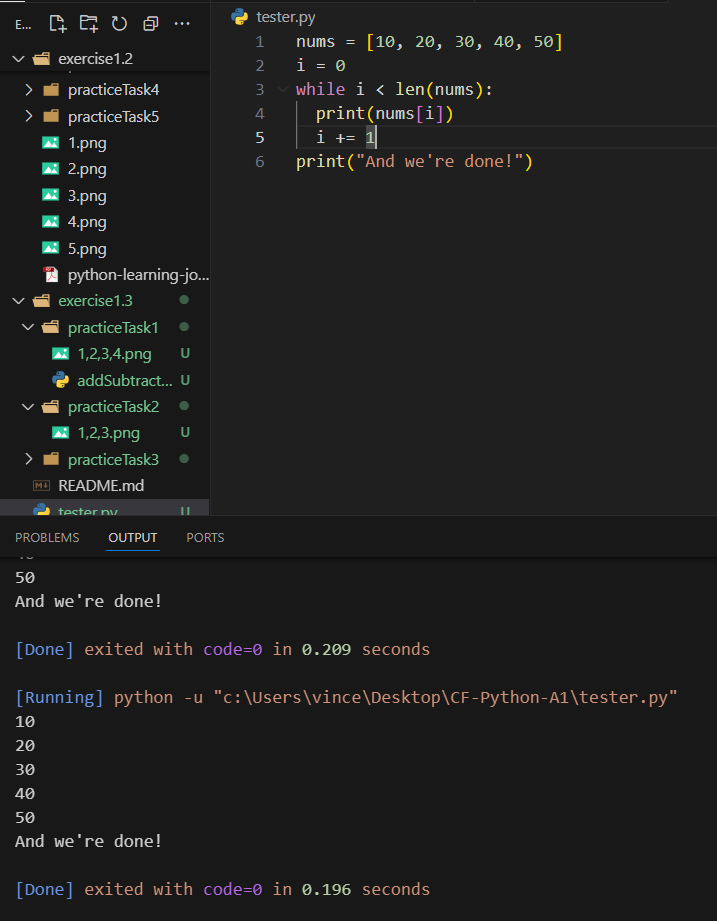 E...
exercise1.2
practiceTask4
practiceTask5
1.png
2.png
3.png
4.png
5.png
python-learning-jo...
exercise1.3
practiceTask1
1,2,3,4.png U
addSubtract... U
practiceTask2
1,2,3.png U
practiceTask3
README.md
tester.py U
tester.py
1 nums = [10, 20, 30, 40, 50]
2 i = 0
3 while i < len(nums):
4 print(nums[i])
5 i += 1
6 print("And we're done!")
PROBLEMS OUTPUT PORTS
50
And we're done!
[Done] exited with code=0 in 0.209 seconds
[Running] python -u "c:\Users\vince\Desktop\CF-Python-A1\tester.py"
10
20
30
40
50
And we're done!
[Done] exited with code=0 in 0.196 seconds